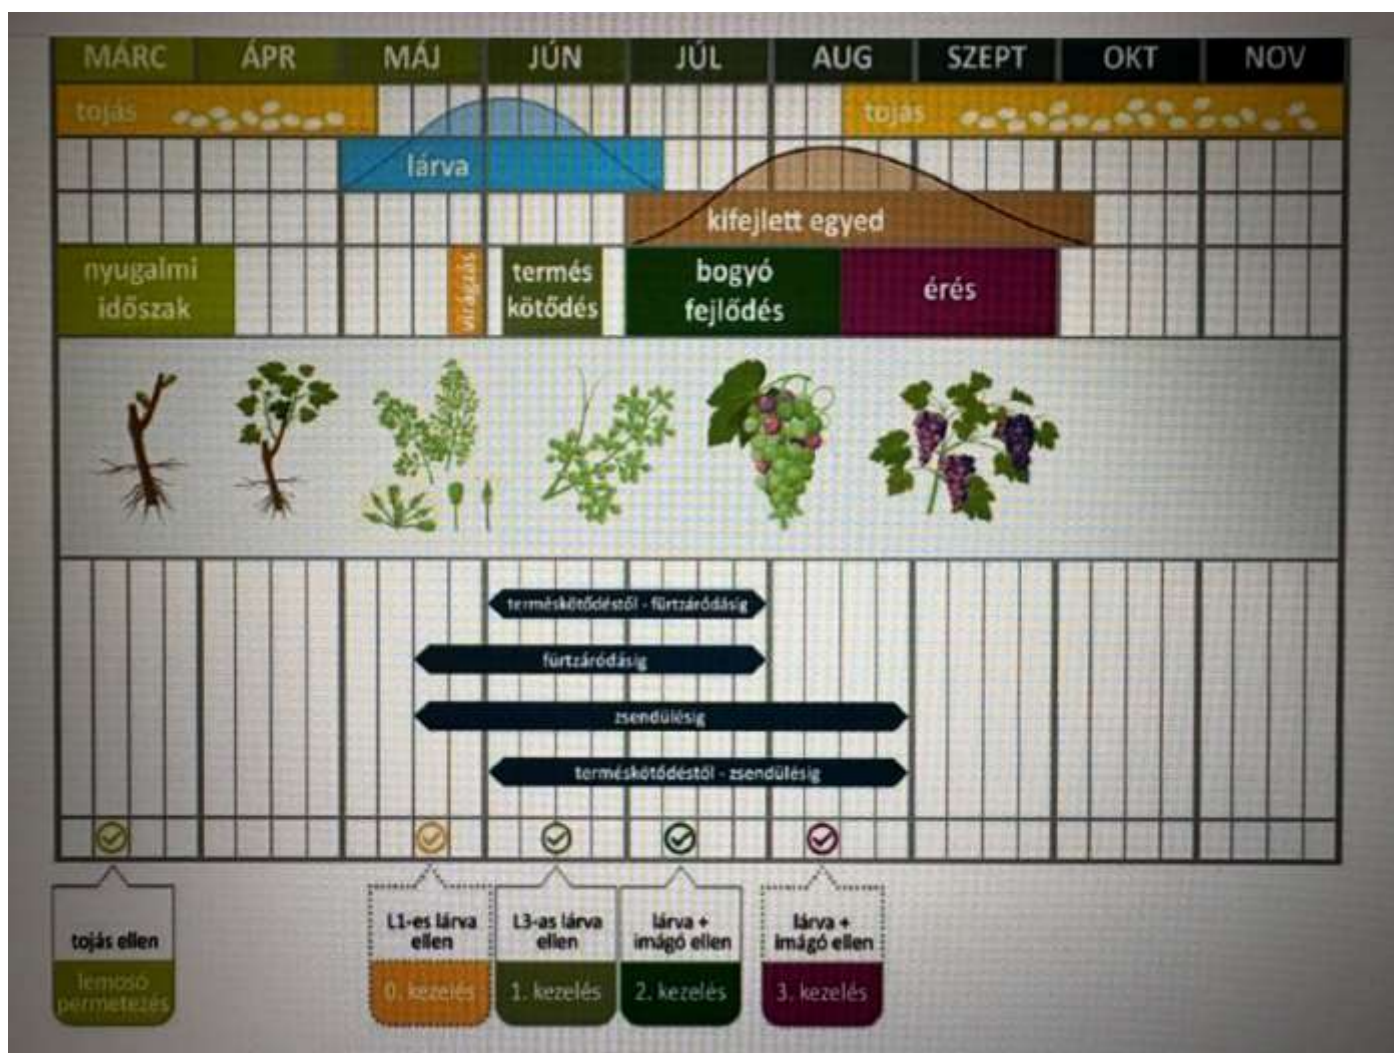 MÁRC ÁPR MÁJ JÚN JÚL AUG SZEPT OKT NOV
tojás tojás
lárva
kifejlett egyed
nyugalmi
időszak
virágzás
termés
kötődés
bogyó
fejlődés
érés
terméskötődéstől - fürtzáródásig
fürtzáródásig
zsendülésig
terméskötődéstől - zsendülésig
tojás ellen
lemosó
permetezés
L1-es lárva
ellen
0. kezelés
L3-as lárva
ellen
1. kezelés
lárva +
imágó ellen
2. kezelés
lárva +
imágó ellen
3. kezelés